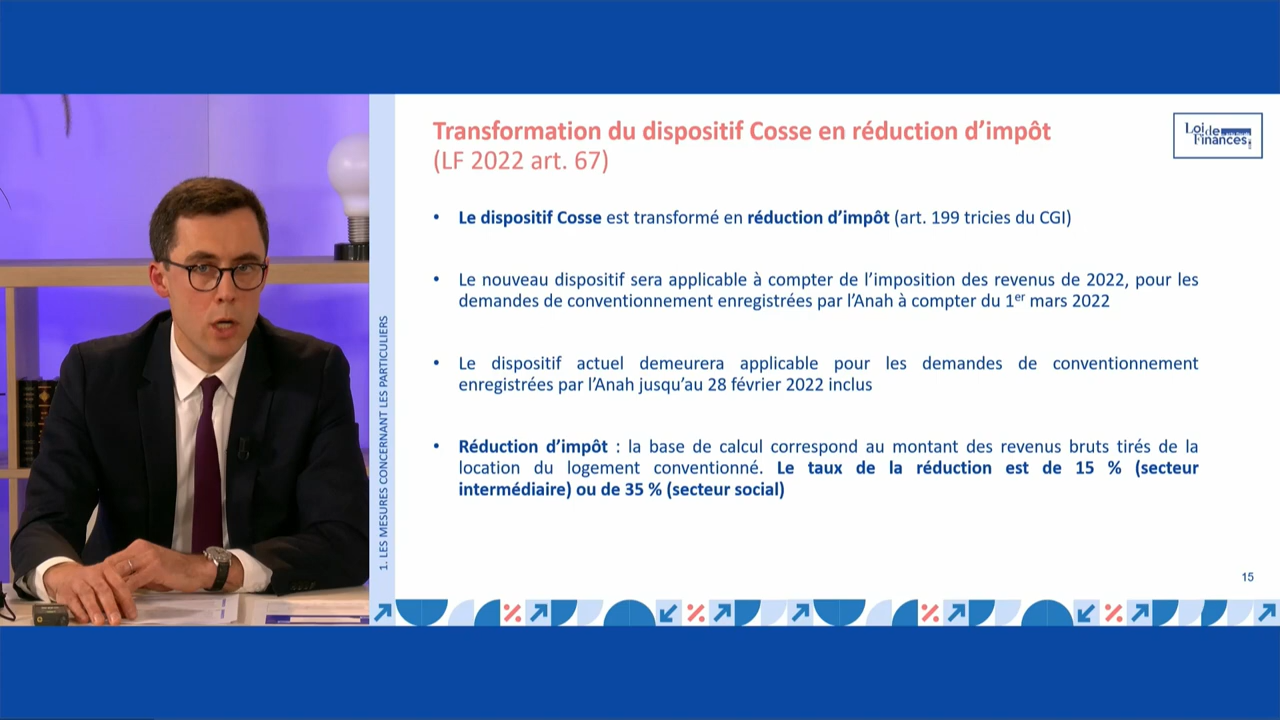 Transformation du dispositif Cosse en réduction d'impôt
(LF 2022 art. 67)
Loi de
Finances
• Le dispositif Cosse est transformé en réduction d'impôt (art. 199 tricies du CGI)
• Le nouveau dispositif sera applicable à compter de l'imposition des revenus de 2022, pour les
demandes de conventionnement enregistrées par l'Anah à compter du 1er mars 2022
• Le dispositif actuel demeurera applicable pour les demandes de conventionnement
enregistrées par l'Anah jusqu'au 28 février 2022 inclus
• Réduction d'impôt : la base de calcul correspond au montant des revenus bruts tirés de la
location du logement conventionné. Le taux de la réduction est de 15 % (secteur
intermédiaire) ou de 35 % (secteur social)
1. LES MESURES CONCERNANT LES PARTICULIERS
15